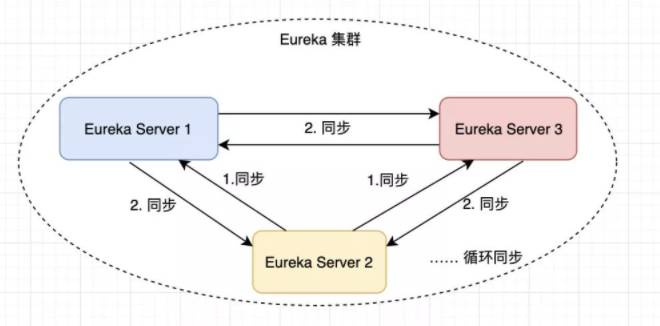 Eureka 集群
Eureka Server 1
Eureka Server 3
2. 同步
1.同步
1.同步
2. 同步
2. 同步
Eureka Server 2
…… 循环同步